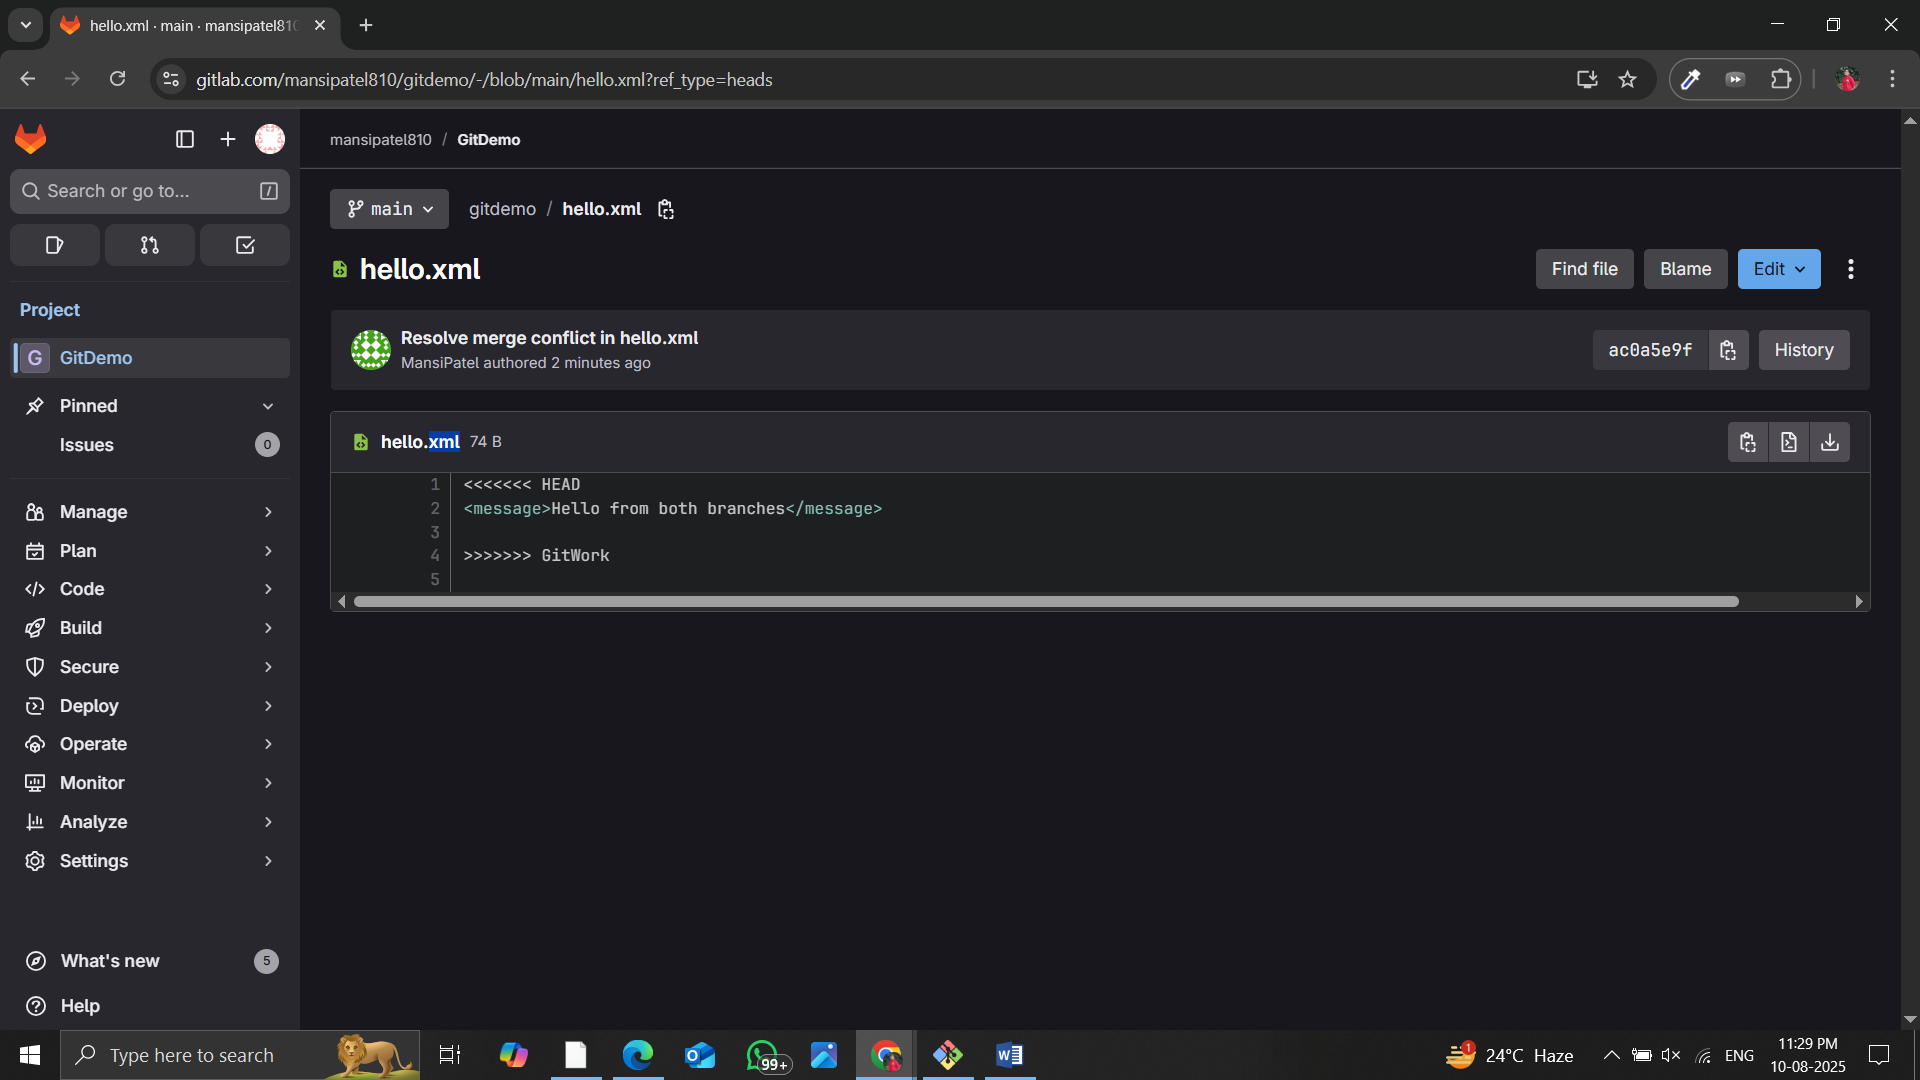 hello.xml · main · mansipatel810
gitlab.com/mansipatel810/gitdemo/-/blob/main/hello.xml?ref_type=heads
mansipatel810 / GitDemo
Search or go to... /
main
gitdemo / hello.xml
hello.xml
Find file
Blame
Edit
Project
G GitDemo
Pinned
Issues 0
Manage
Plan
Code
Build
Secure
Deploy
Operate
Monitor
Analyze
Settings
What's new 5
Help
Resolve merge conflict in hello.xml
MansiPatel authored 2 minutes ago
ac0a5e9f
History
hello.xml 74 B
1 <<<<<<< HEAD
2 <message>Hello from both branches</message>
3
4 >>>>>>> GitWork
5
Type here to search
99+
1
24°C Haze
ENG
11:29 PM
10-08-2025